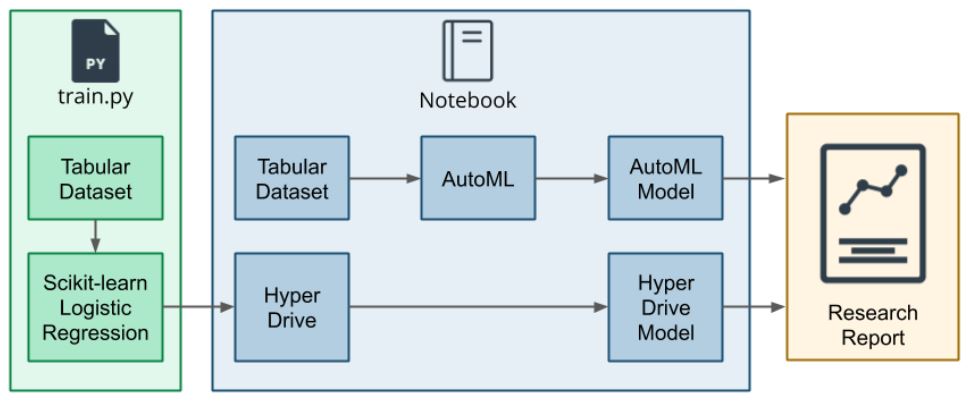 PY
train.py
Tabular
Dataset
Scikit-learn
Logistic
Regression
Notebook
Tabular
Dataset
AutoML
AutoML
Model
Hyper
Drive
Hyper
Drive
Model
Research
Report